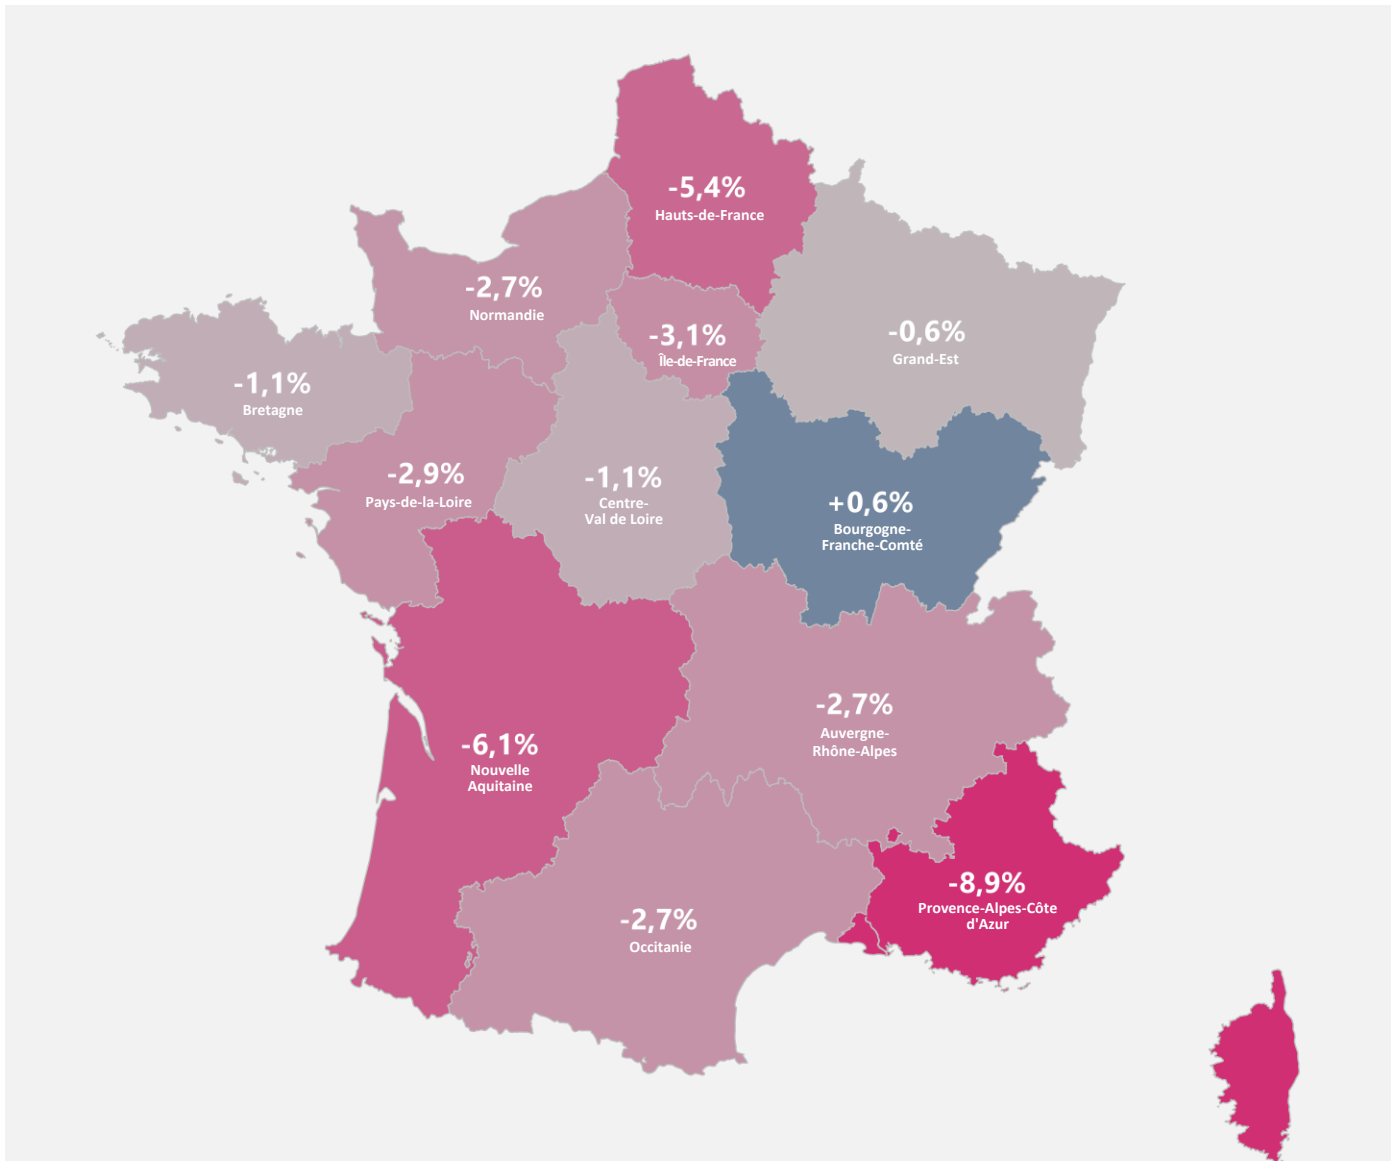 -5,4%
Hauts-de-France
-2,7%
Normandie
-3,1%
Île-de-France
-0,6%
Grand-Est
-1,1%
Bretagne
-2,9%
Pays-de-la-Loire
-1,1%
Centre-
Val de Loire
+0,6%
Bourgogne-
Franche-Comté
-2,7%
Auvergne-
Rhône-Alpes
-6,1%
Nouvelle
Aquitaine
-8,9%
Provence-Alpes-Côte
d'Azur
-2,7%
Occitanie